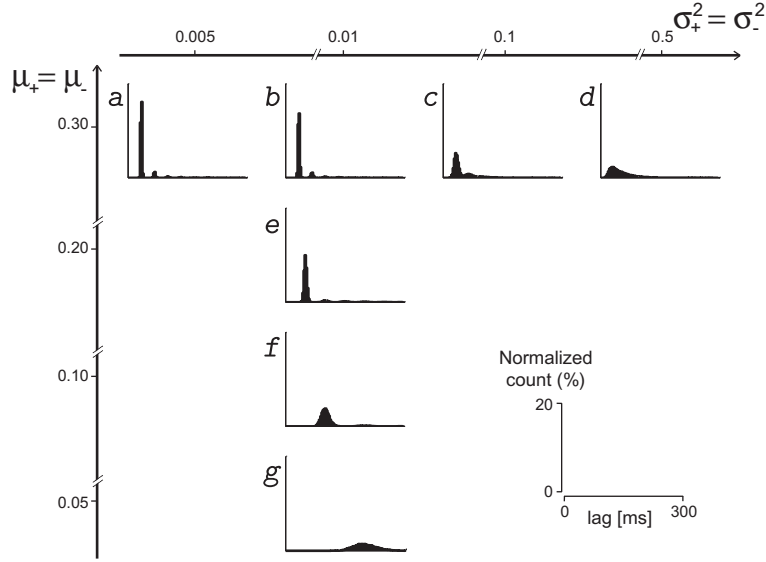 σ₊² = σ₋²
0.005 0.01 0.1 0.5
μ₊= μ₋
a b c d
0.30
e
0.20
f
Normalized
count (%)
0.10
20
g
0
0.05
0 300
lag [ms]